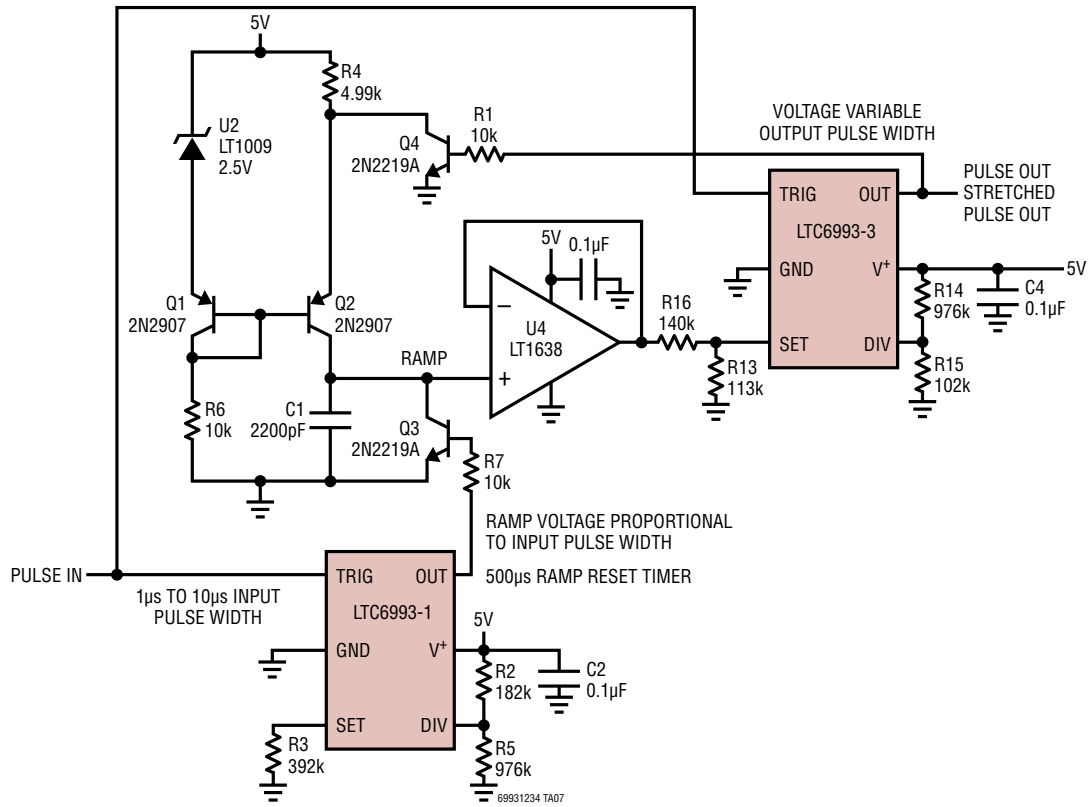 5V
R4
4.99k
U2
LT1009
2.5V
Q4
2N2219A
R1
10k
VOLTAGE VARIABLE
OUTPUT PULSE WIDTH
PULSE OUT
STRETCHED
PULSE OUT
TRIG
OUT
LTC6993-3
GND
V+
SET
DIV
5V
R14
976k
C4
0.1µF
R15
102k
Q1
2N2907
Q2
2N2907
5V
0.1µF
–
+
U4
LT1638
R16
140k
R13
113k
RAMP
R6
10k
C1
2200pF
Q3
2N2219A
R7
10k
RAMP VOLTAGE PROPORTIONAL
TO INPUT PULSE WIDTH
500µs RAMP RESET TIMER
PULSE IN
1µs TO 10µs INPUT
PULSE WIDTH
TRIG
OUT
LTC6993-1
GND
V+
SET
DIV
5V
R2
182k
C2
0.1µF
R3
392k
R5
976k
69931234 TA07